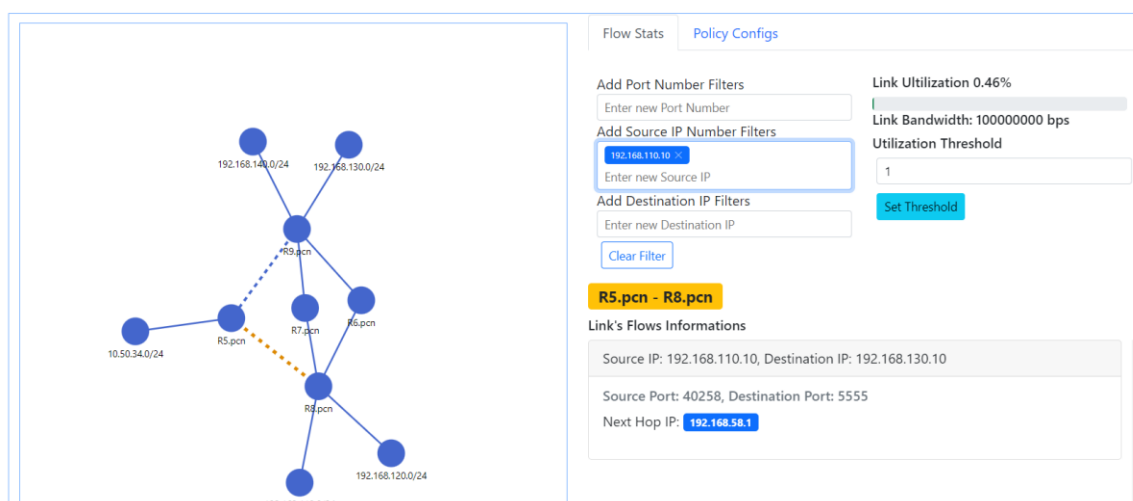 192.168.140.0/24
192.168.130.0/24
R9.pcn
R5.pcn
R7.pcn
R6.pcn
10.50.34.0/24
R8.pcn
192.168.120.0/24
Flow Stats
Policy Configs
Add Port Number Filters
Enter new Port Number
Add Source IP Number Filters
192.168.110.10 ×
Enter new Source IP
Add Destination IP Filters
Enter new Destination IP
Clear Filter
Link Ultilization 0.46%
Link Bandwidth: 100000000 bps
Utilization Threshold
1
Set Threshold
R5.pcn - R8.pcn
Link's Flows Informations
Source IP: 192.168.110.10, Destination IP: 192.168.130.10
Source Port: 40258, Destination Port: 5555
Next Hop IP: 192.168.58.1